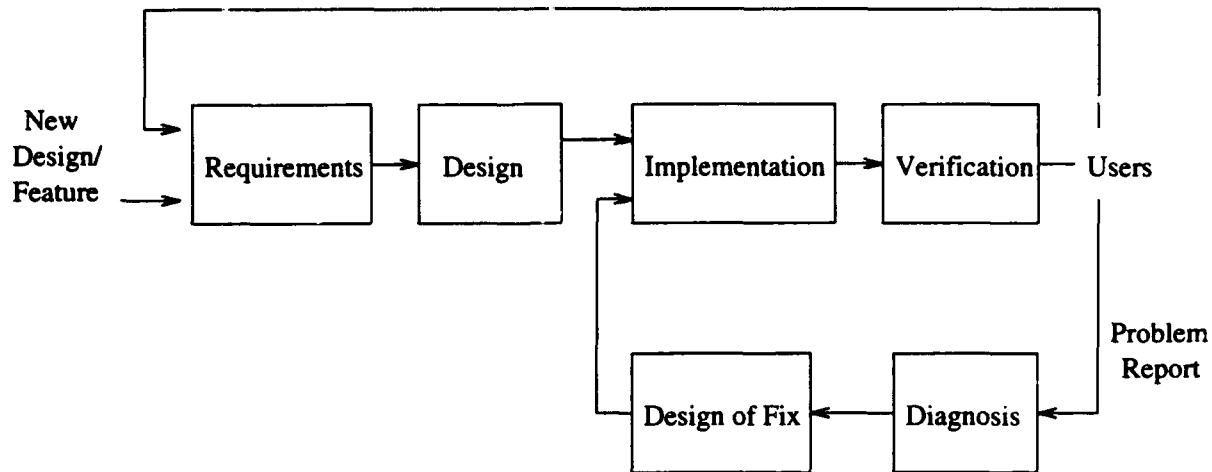 New
Design/
Feature
Requirements
Design
Implementation
Verification
Users
Problem
Report
Design of Fix
Diagnosis